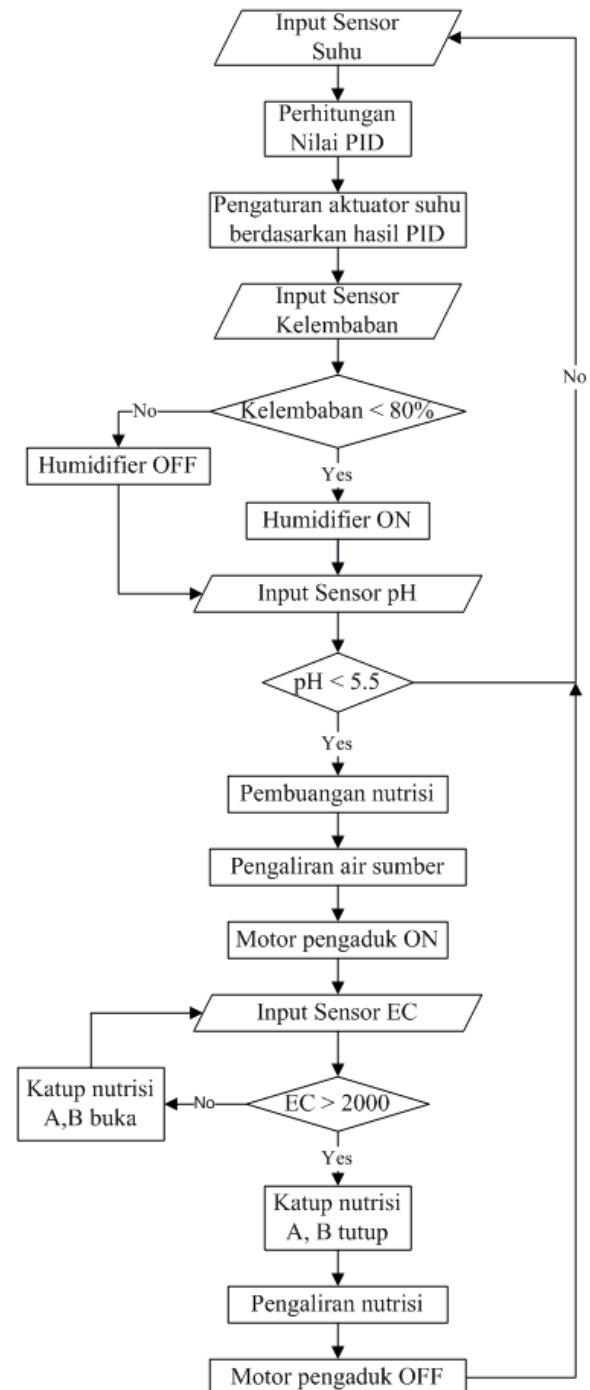 Input Sensor
Suhu
Perhitungan
Nilai PID
Pengaturan aktuator suhu
berdasarkan hasil PID
Input Sensor
Kelembaban
No
Kelembaban < 80%
No
Humidifier OFF
Yes
Humidifier ON
Input Sensor pH
pH < 5.5
Yes
Pembuangan nutrisi
Pengaliran air sumber
Motor pengaduk ON
Input Sensor EC
Katup nutrisi
A,B buka
No
EC > 2000
Yes
Katup nutrisi
A, B tutup
Pengaliran nutrisi
Motor pengaduk OFF